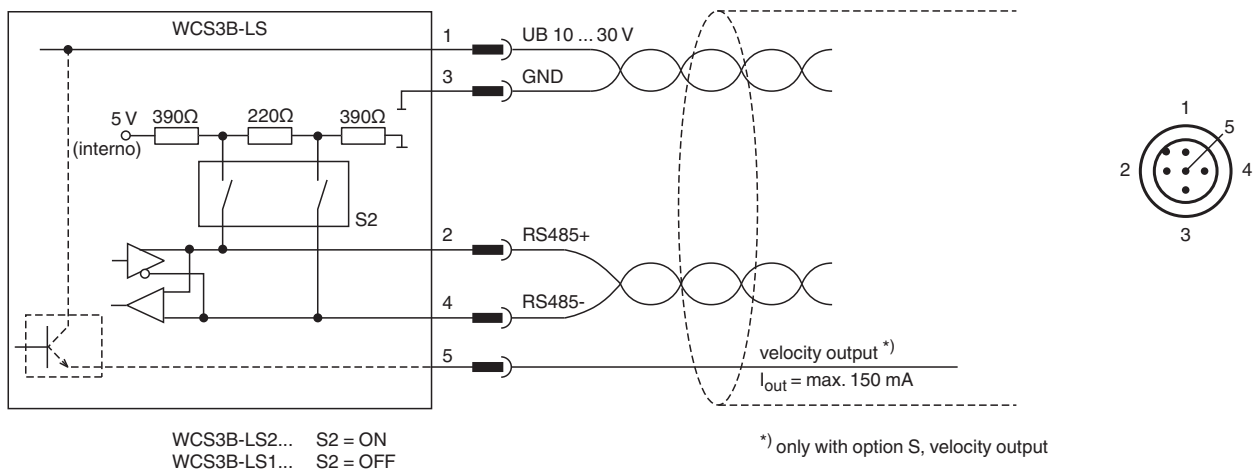 WCS3B-LS
1
UB 10 ... 30 V
3
GND
5 V
(interno)
390Ω
220Ω
390Ω
S2
2
RS485+
4
RS485-
5
velocity output *)
Iout = max. 150 mA
WCS3B-LS2... S2 = ON
WCS3B-LS1... S2 = OFF
*) only with option S, velocity output
1
5
2
4
3